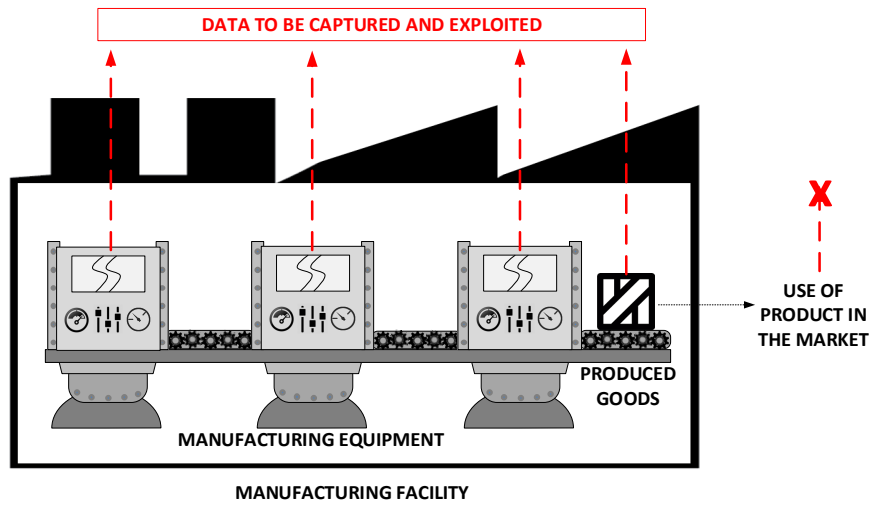 DATA TO BE CAPTURED AND EXPLOITED
X
USE OF
PRODUCT IN
THE MARKET
PRODUCED
GOODS
MANUFACTURING EQUIPMENT
MANUFACTURING FACILITY